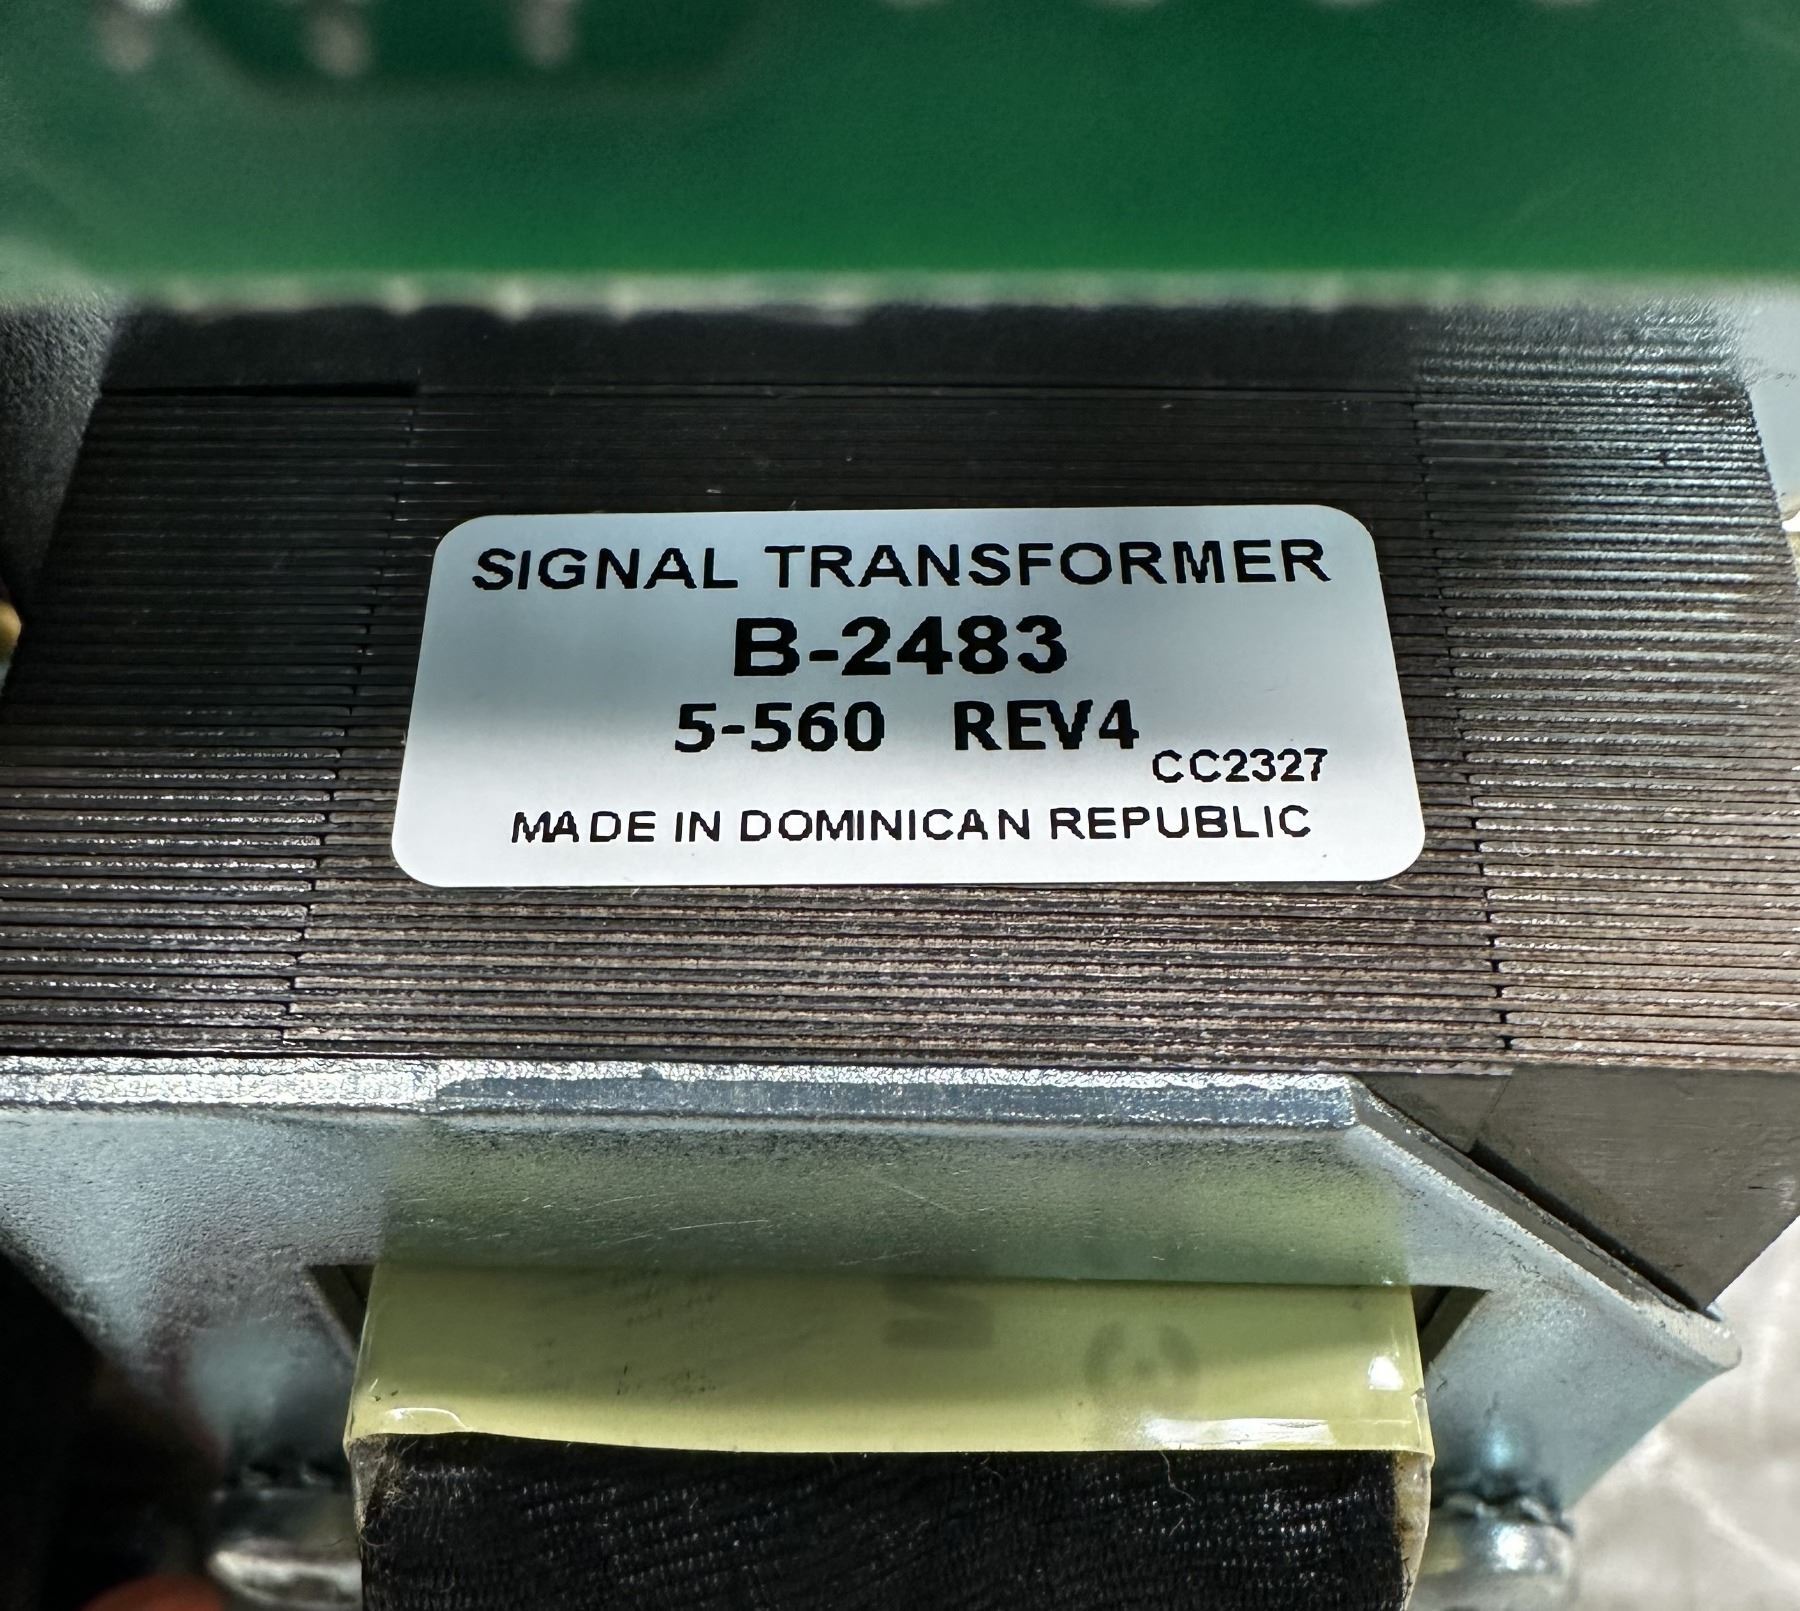 SIGNAL TRANSFORMER
B-2483
5-560 REV4
CC2327
MADE IN DOMINICAN REPUBLIC